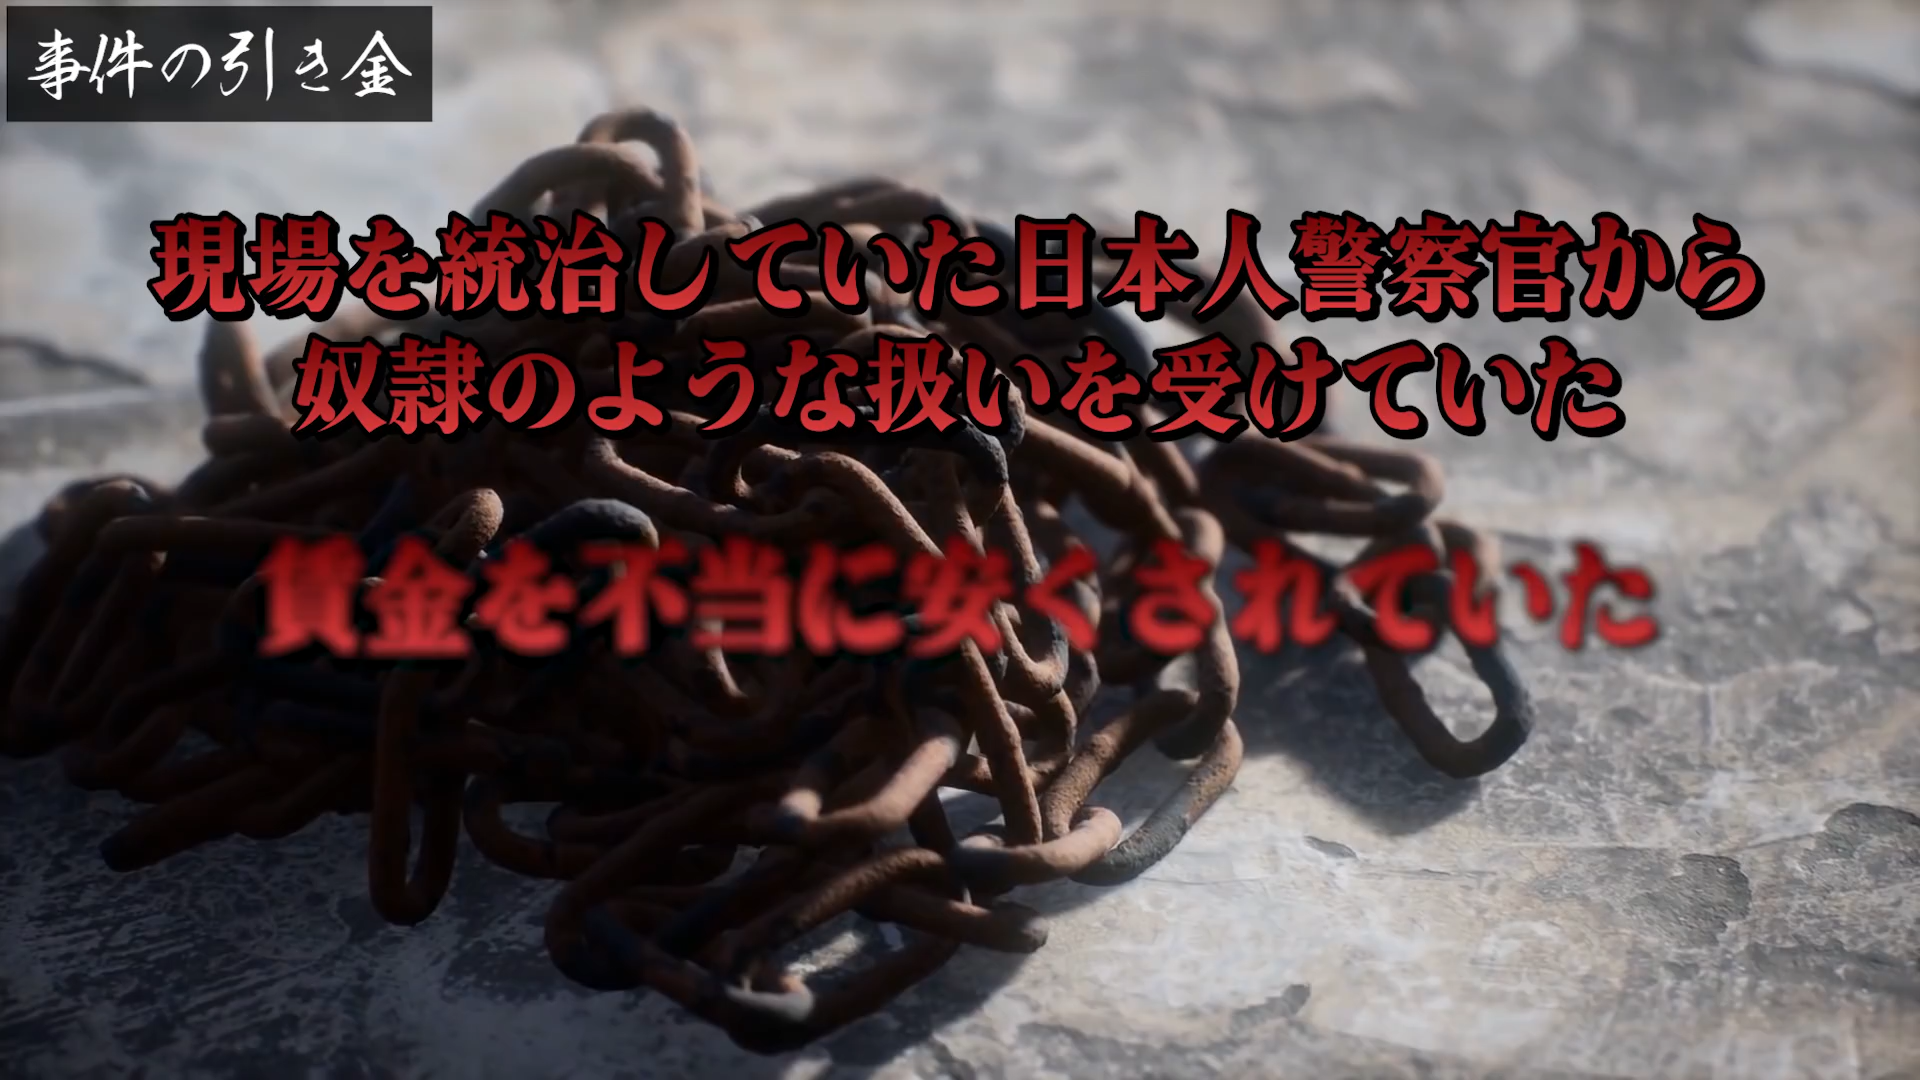 事件の引き金
現場を統治していた日本人警察官から
奴隷のような扱いを受けていた
賃金を不当に安くされていた